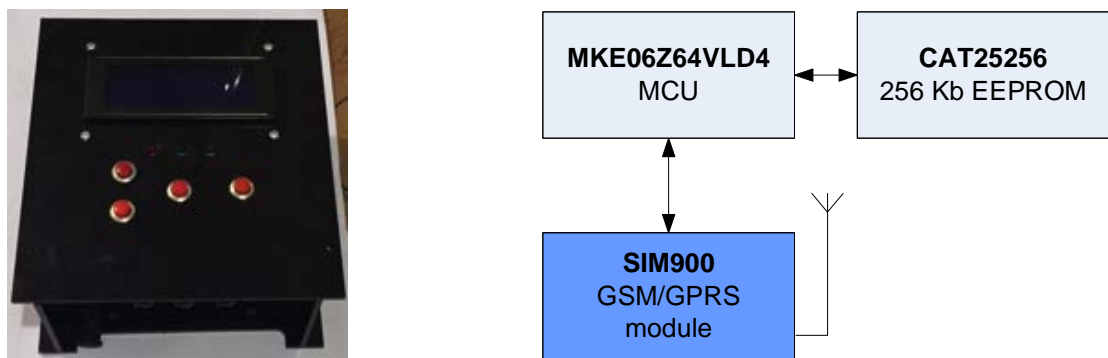 MKE06Z64VLD4
MCU
CAT25256
256 Kb EEPROM
SIM900
GSM/GPRS
module